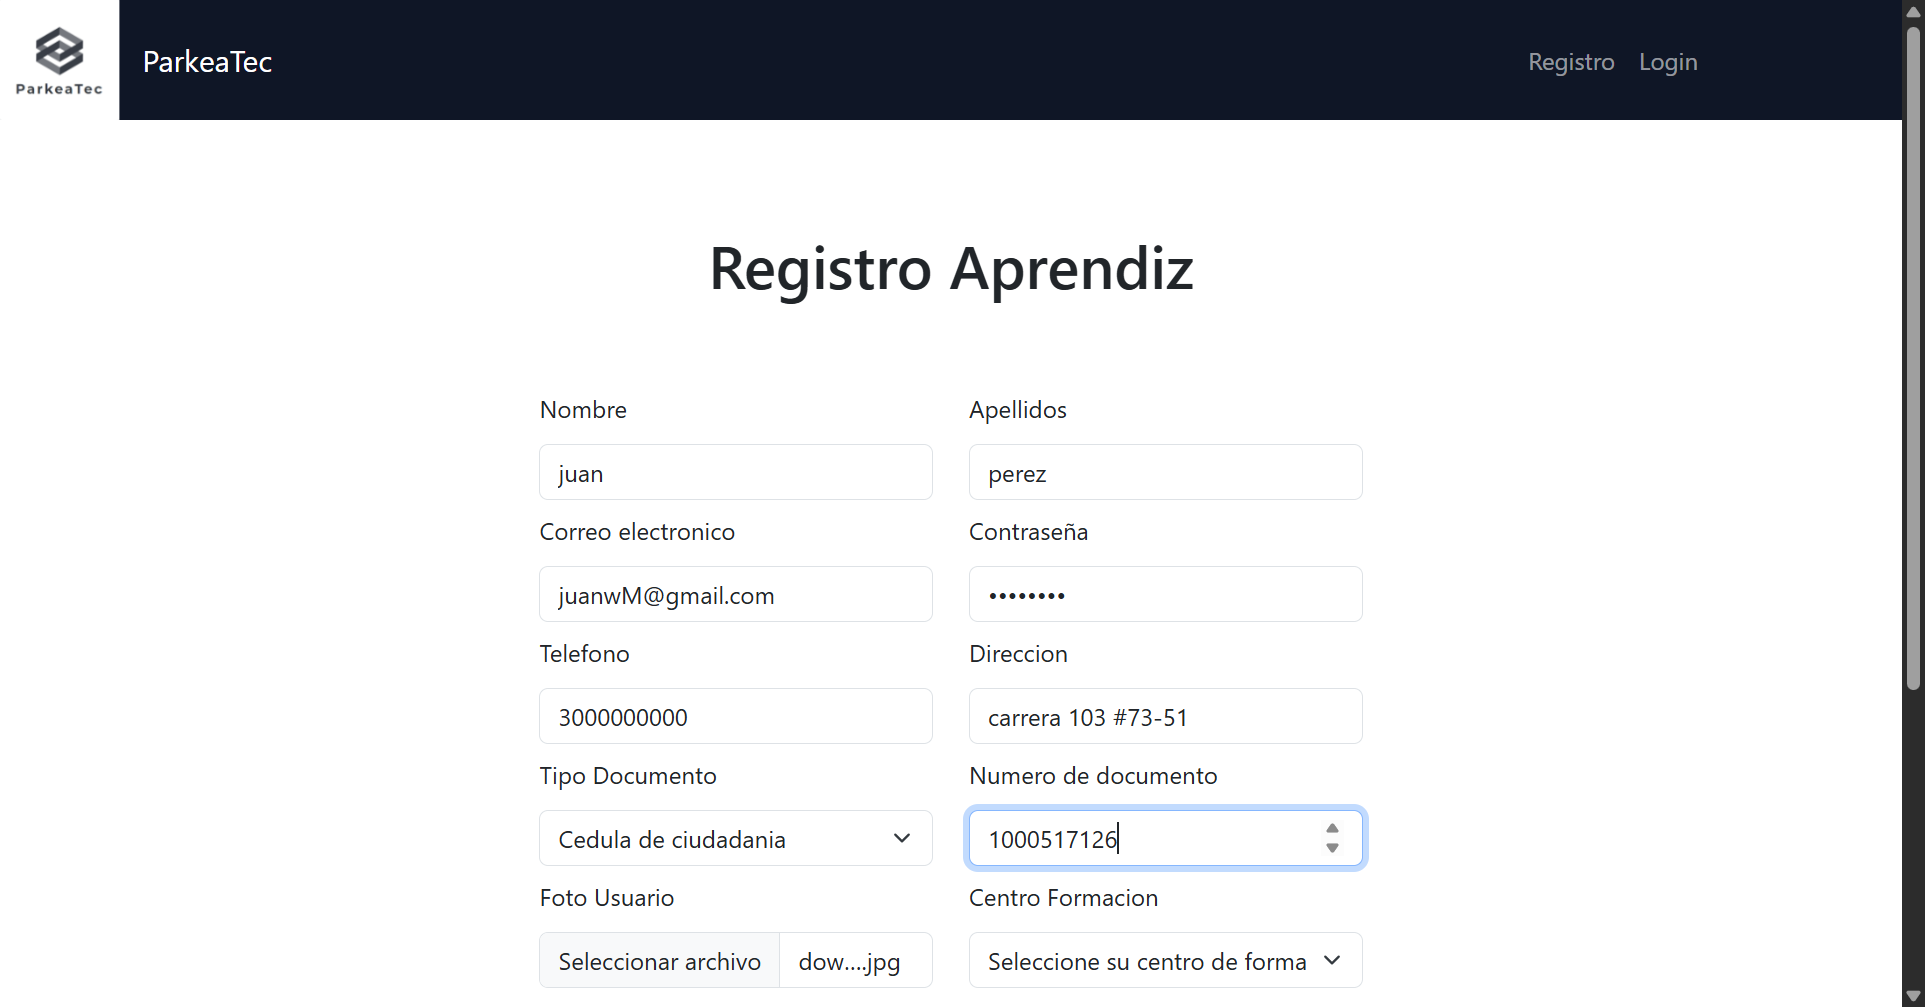 ParkeaTec
ParkeaTec
Registro Login
Registro Aprendiz
Nombre
Apellidos
juan
perez
Correo electronico
Contraseña
juanwM@gmail.com
••••••••
Telefono
Direccion
3000000000
carrera 103 #73-51
Tipo Documento
Numero de documento
Cedula de ciudadania
1000517126
Foto Usuario
Centro Formacion
Seleccionar archivo dow....jpg
Seleccione su centro de forma